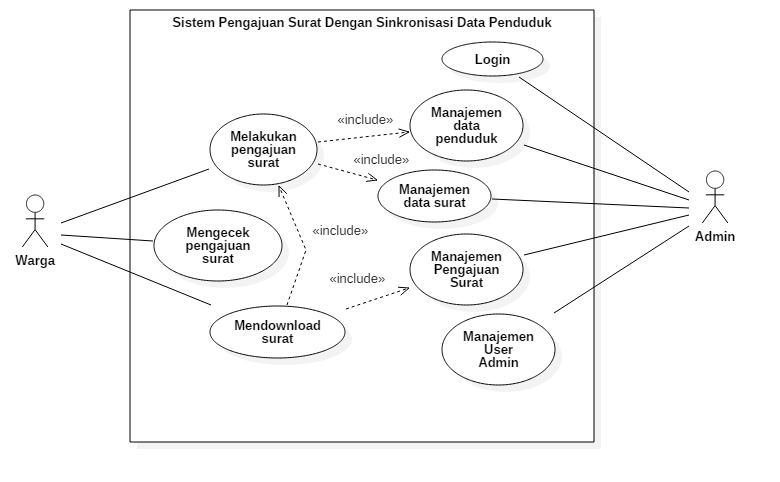 Sistem Pengajuan Surat Dengan Sinkronisasi Data Penduduk
Login
Manajemen
data
penduduk
«include»
Melakukan
pengajuan
surat
«include»
Manajemen
data surat
Warga
Admin
Mengecek
pengajuan
surat
«include»
Manajemen
Pengajuan
Surat
«include»
Mendownload
surat
Manajemen
User
Admin